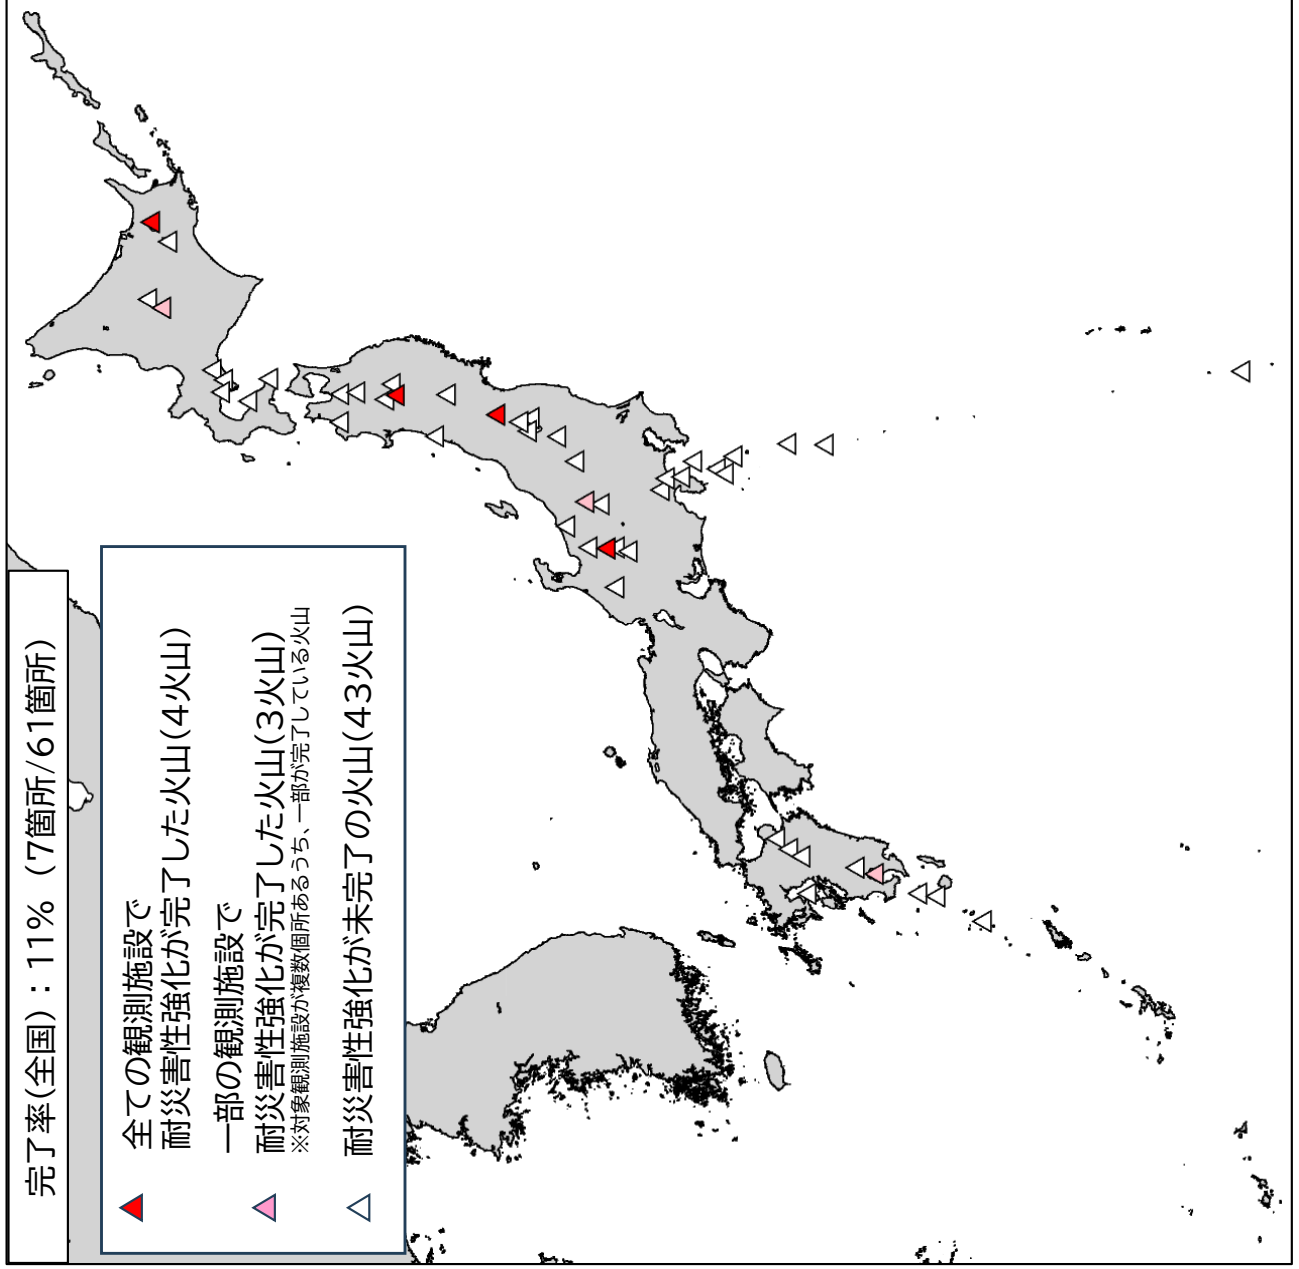 完了率(全国)：11% (7箇所/61箇所)
全ての観測施設で
耐災害性強化が完了した火山(4火山)
一部の観測施設で
耐災害性強化が完了した火山(3火山)
※対象観測施設が複数個所あるうち、一部が完了している火山
耐災害性強化が未完了の火山(43火山)